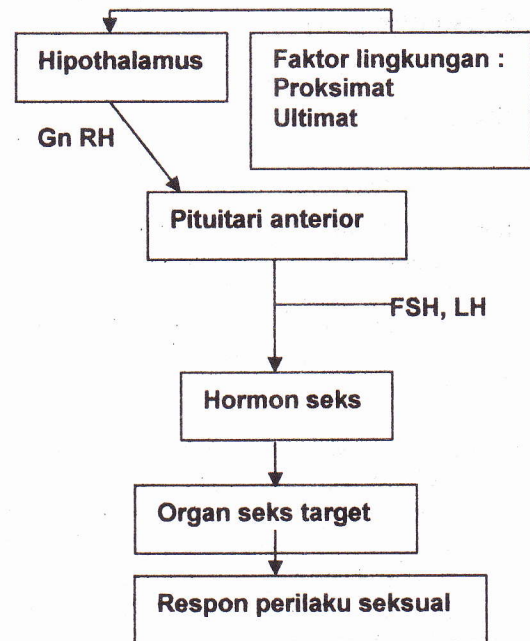 Hipothalamus
Faktor lingkungan :
Proksimat
Ultimat
Gn RH
Pituitari anterior
FSH, LH
Hormon seks
Organ seks target
Respon perilaku seksual